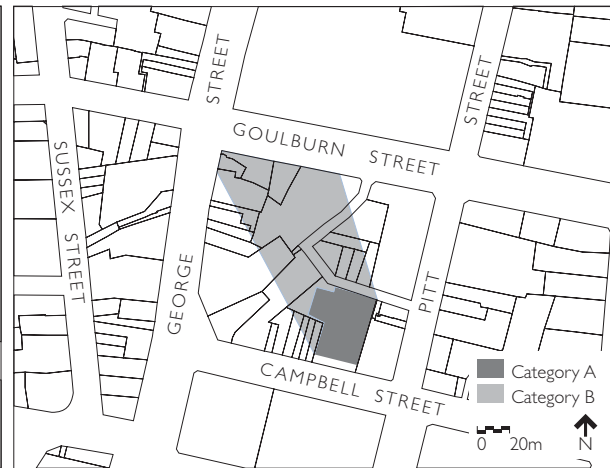 STREET
STREET
GOULBURN STREET
SUSSEX STREET
GEORGE
PITT
CAMPBELL STREET
Category A
Category B
0 20m
N